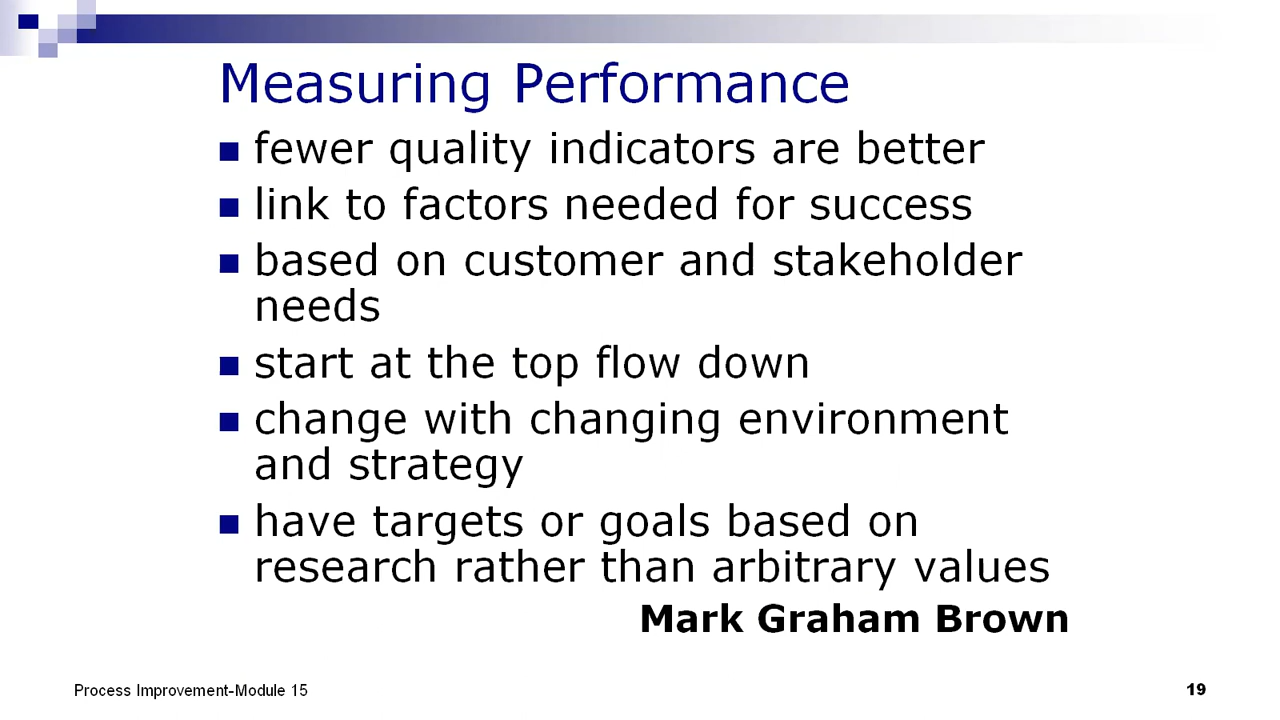 Measuring Performance
fewer quality indicators are better
link to factors needed for success
based on customer and stakeholder
needs
start at the top flow down
change with changing environment
and strategy
have targets or goals based on
research rather than arbitrary values
Mark Graham Brown
Process Improvement-Module 15
19